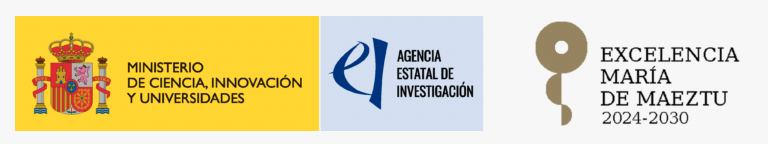 MINISTERIO
DE CIENCIA, INNOVACIÓN
Y UNIVERSIDADES
AGENCIA
ESTATAL DE
INVESTIGACIÓN
EXCELENCIA
MARÍA
DE MAEZTU
2024-2030